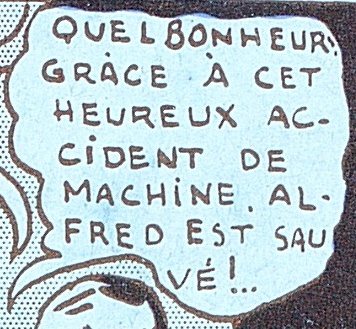 QUEL BONHEUR!
GRÂCE À CET
HEUREUX AC-
CiDENT DE
MACHiNE, AL-
FRED EST SAU
VÉ!..